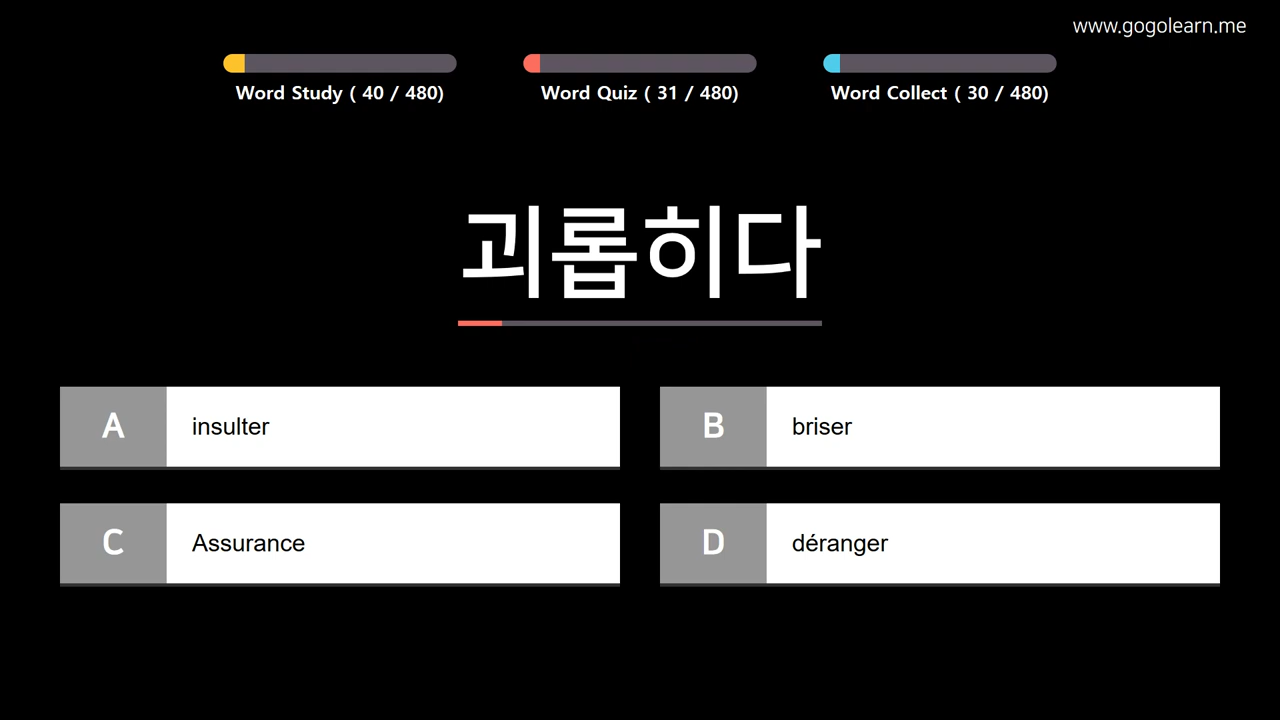 www.gogolearn.me
Word Study ( 40 / 480)
Word Quiz ( 31 / 480)
Word Collect ( 30 / 480)
괴롭히다
A insulter
B briser
C Assurance
D déranger